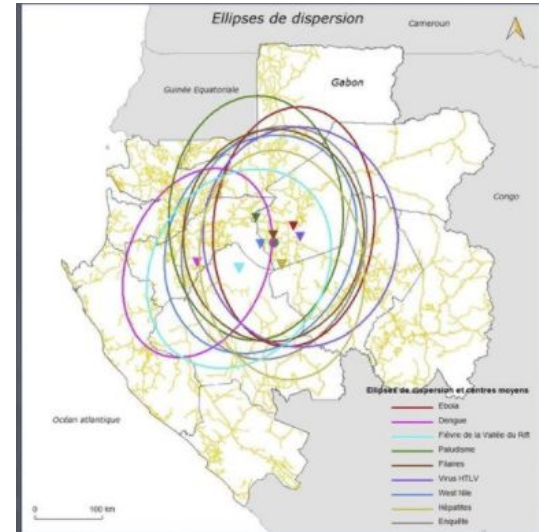 Ellipses de dispersion
Cameroun
Guinée Equatoriale
Gabon
Congo
Océan atlantique
Ellipses de dispersion et centres moyens
Ebola
Dengue
Fièvre de la Vallée du Rift
Paludisme
Filaires
Virus HTLV
West Nile
Hépatites
Enquête
0 100 km